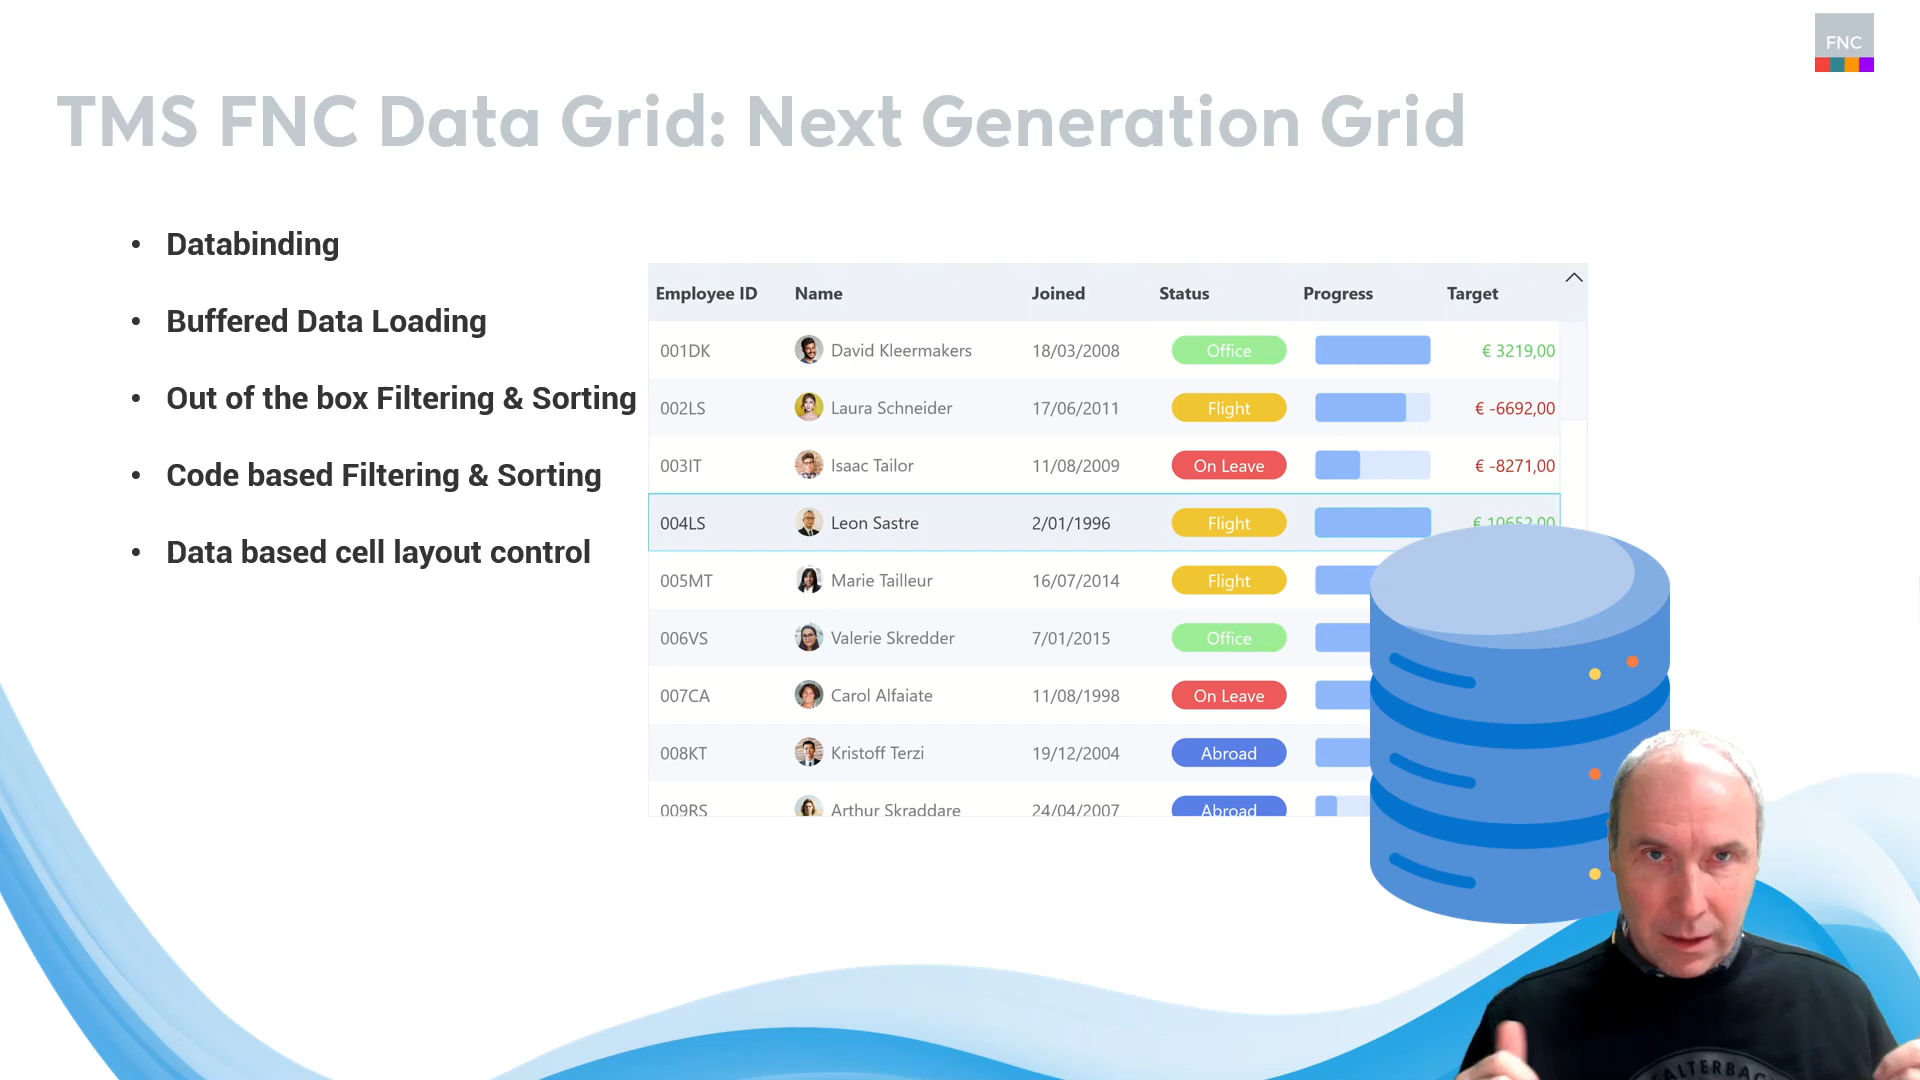 FNC
TMS FNC Data Grid: Next Generation Grid
• Databinding
• Buffered Data Loading
• Out of the box Filtering & Sorting
• Code based Filtering & Sorting
• Data based cell layout control
Employee ID Name Joined Status Progress Target
001DK David Kleermakers 18/03/2008 Office € 3219,00
002LS Laura Schneider 17/06/2011 Flight € -6692,00
003IT Isaac Tailor 11/08/2009 On Leave € -8271,00
004LS Leon Sastre 2/01/1996 Flight € 10652,00
005MT Marie Tailleur 16/07/2014 Flight
006VS Valerie Skredder 7/01/2015 Office
007CA Carol Alfaiate 11/08/1998 On Leave
008KT Kristoff Terzi 19/12/2004 Abroad
009RS Arthur Skraddare 24/04/2007 Abroad